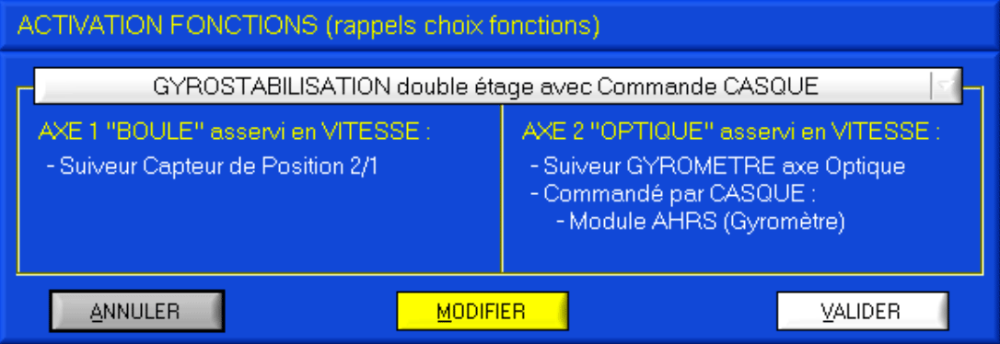 ACTIVATION FONCTIONS (rappels choix fonctions)
GYROSTABILISATION double étage avec Commande CASQUE
AXE 1 "BOULE" asservi en VITESSE :
- Suiveur Capteur de Position 2/1
AXE 2 "OPTIQUE" asservi en VITESSE :
- Suiveur GYROMETRE axe Optique
- Commandé par CASQUE :
- Module AHRS (Gyromètre)
ANNULER
MODIFIER
VALIDER